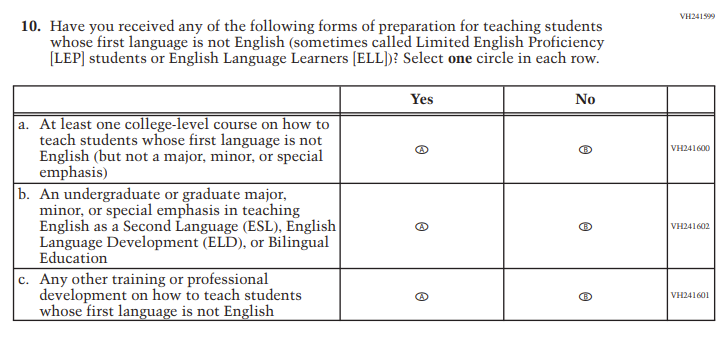 VH241599
10. Have you received any of the following forms of preparation for teaching students
whose first language is not English (sometimes called Limited English Proficiency
[LEP] students or English Language Learners [ELL])? Select one circle in each row.
Yes No
a. At least one college-level course on how to
teach students whose first language is not
English (but not a major, minor, or special
emphasis)
A B VH241600
b. An undergraduate or graduate major,
minor, or special emphasis in teaching
English as a Second Language (ESL), English
Language Development (ELD), or Bilingual
Education
A B VH241602
c. Any other training or professional
development on how to teach students
whose first language is not English
A B VH241601